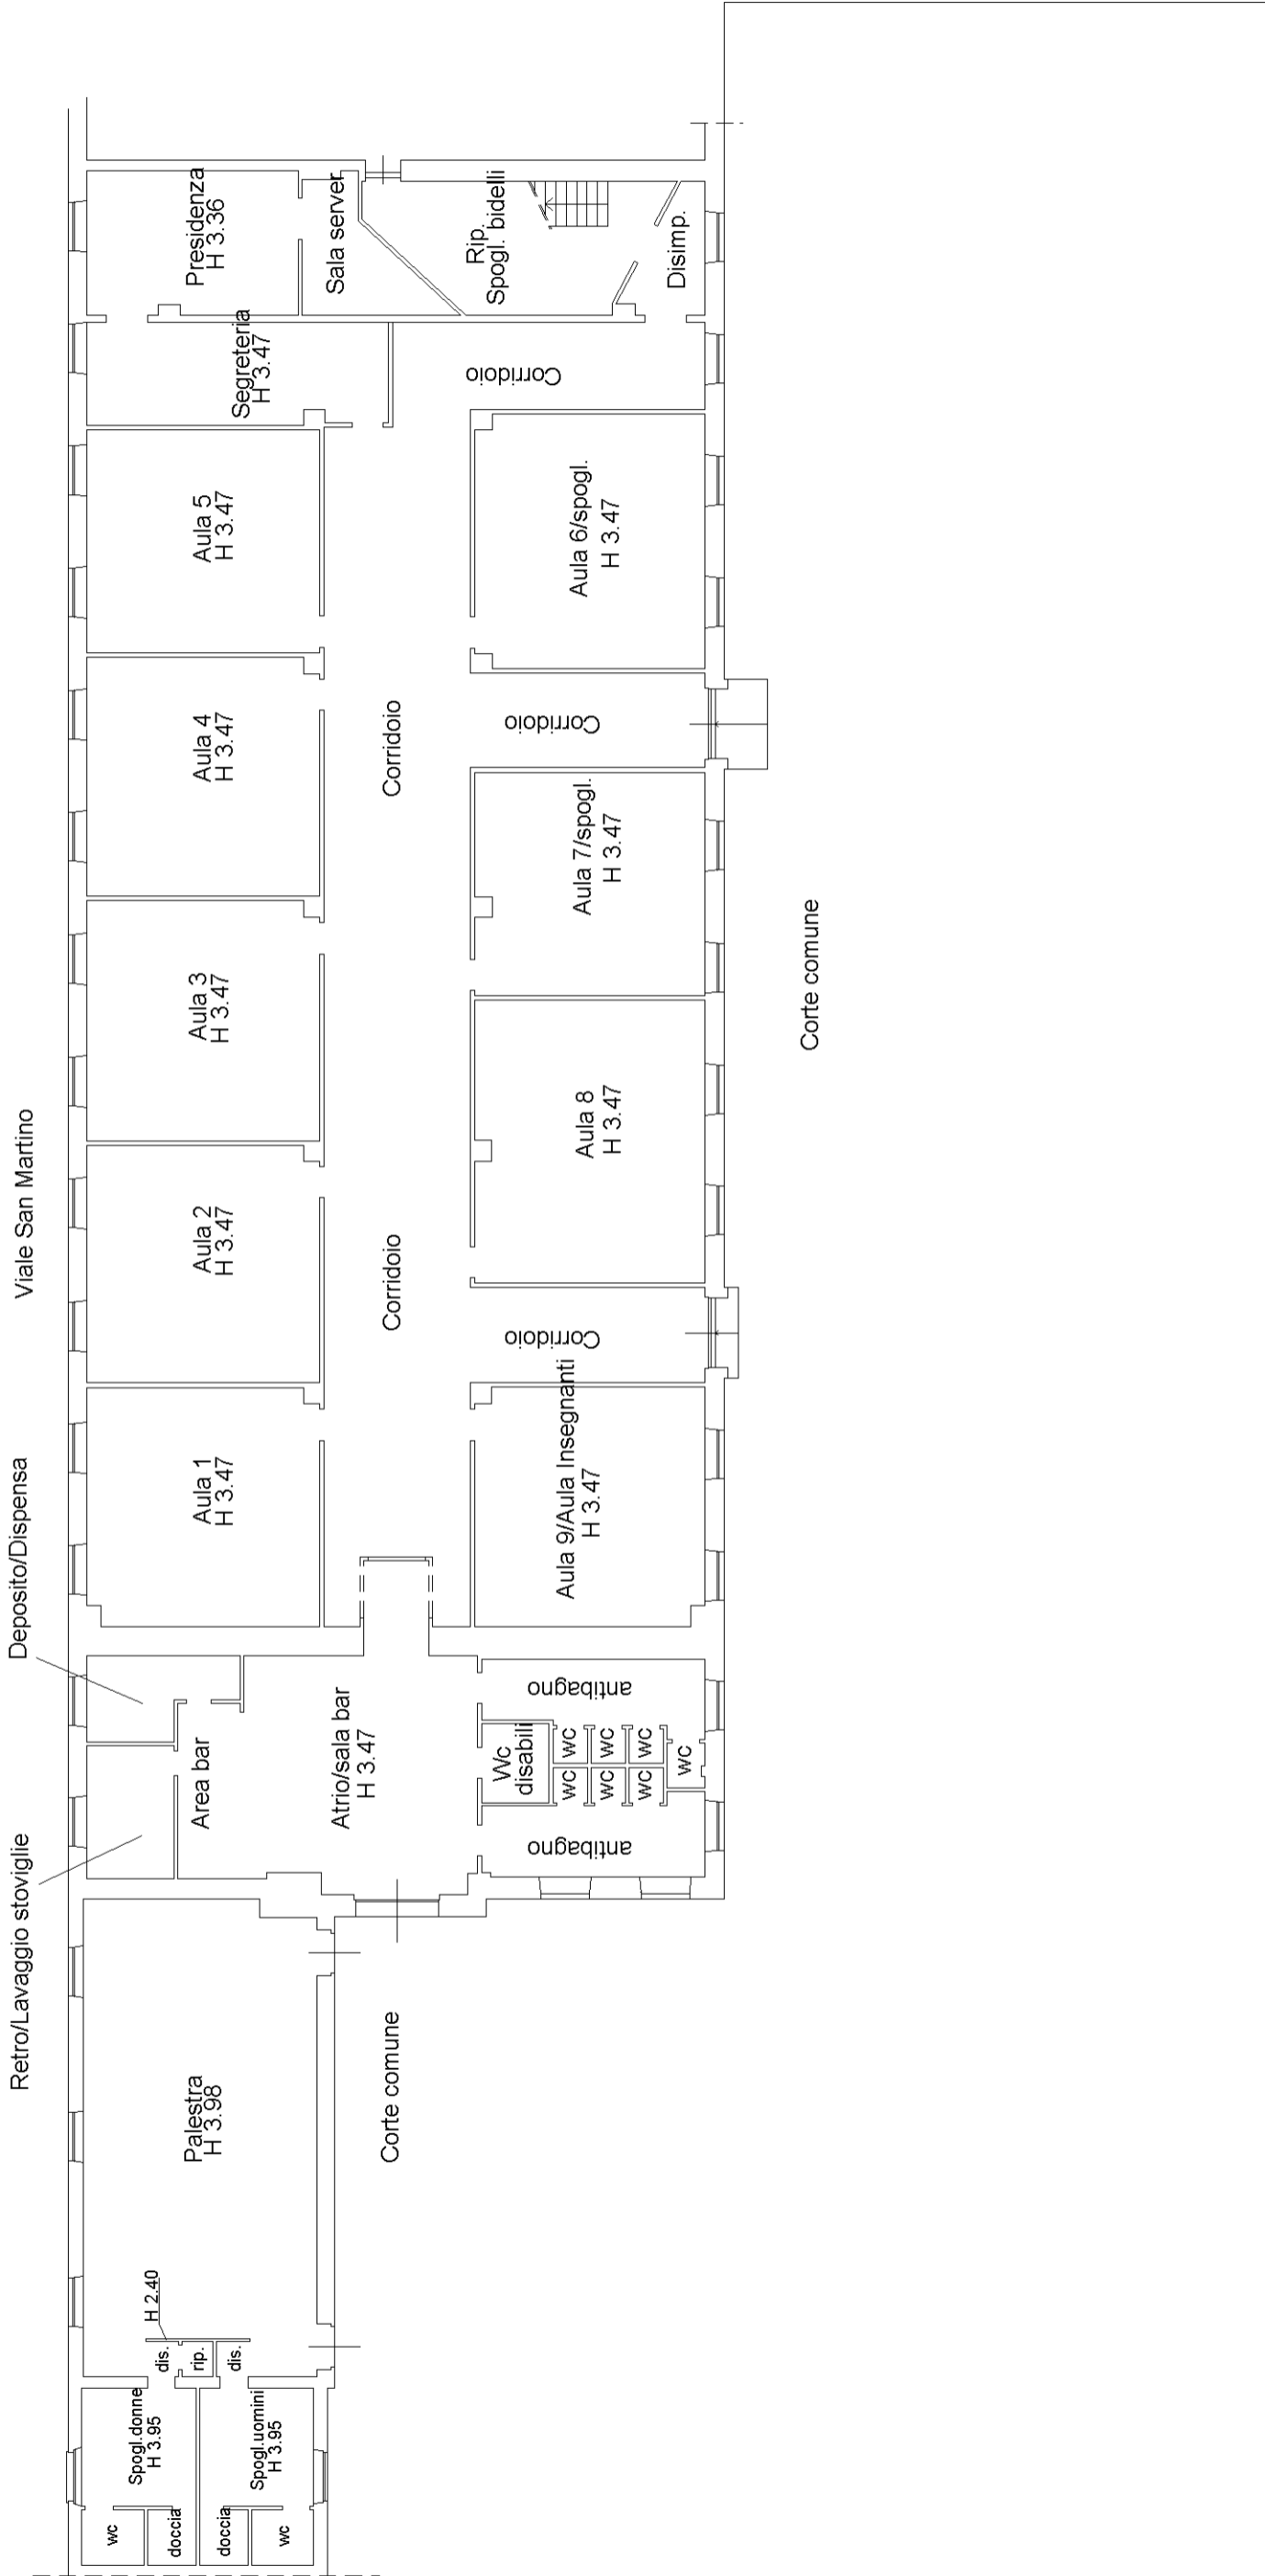 Viale San Martino
Retro/Lavaggio stoviglie
Deposito/Dispensa
wc
doccia
doccia
wc
Spogl.donne
H 3.95
Spogl.uomini
H 3.95
dis.
rip.
dis.
H 2.40
Palestra
H 3.98
Corte comune
Area bar
Atrio/sala bar
H 3.47
antibagno
Wc
disabili
wc
wc
wc
wc
wc
wc
wc
antibagno
Aula 1
H 3.47
Aula 2
H 3.47
Aula 3
H 3.47
Aula 4
H 3.47
Aula 5
H 3.47
Segreteria
H 3.47
Presidenza
H 3.36
Sala server
Rip.
Spogl. bidelli
Disimp.
Corridoio
Corridoio
Corridoio
Corridoio
Corridoio
Aula 9/Aula Insegnanti
H 3.47
Aula 8
H 3.47
Aula 7/spogl.
H 3.47
Aula 6/spogl.
H 3.47
Corte comune